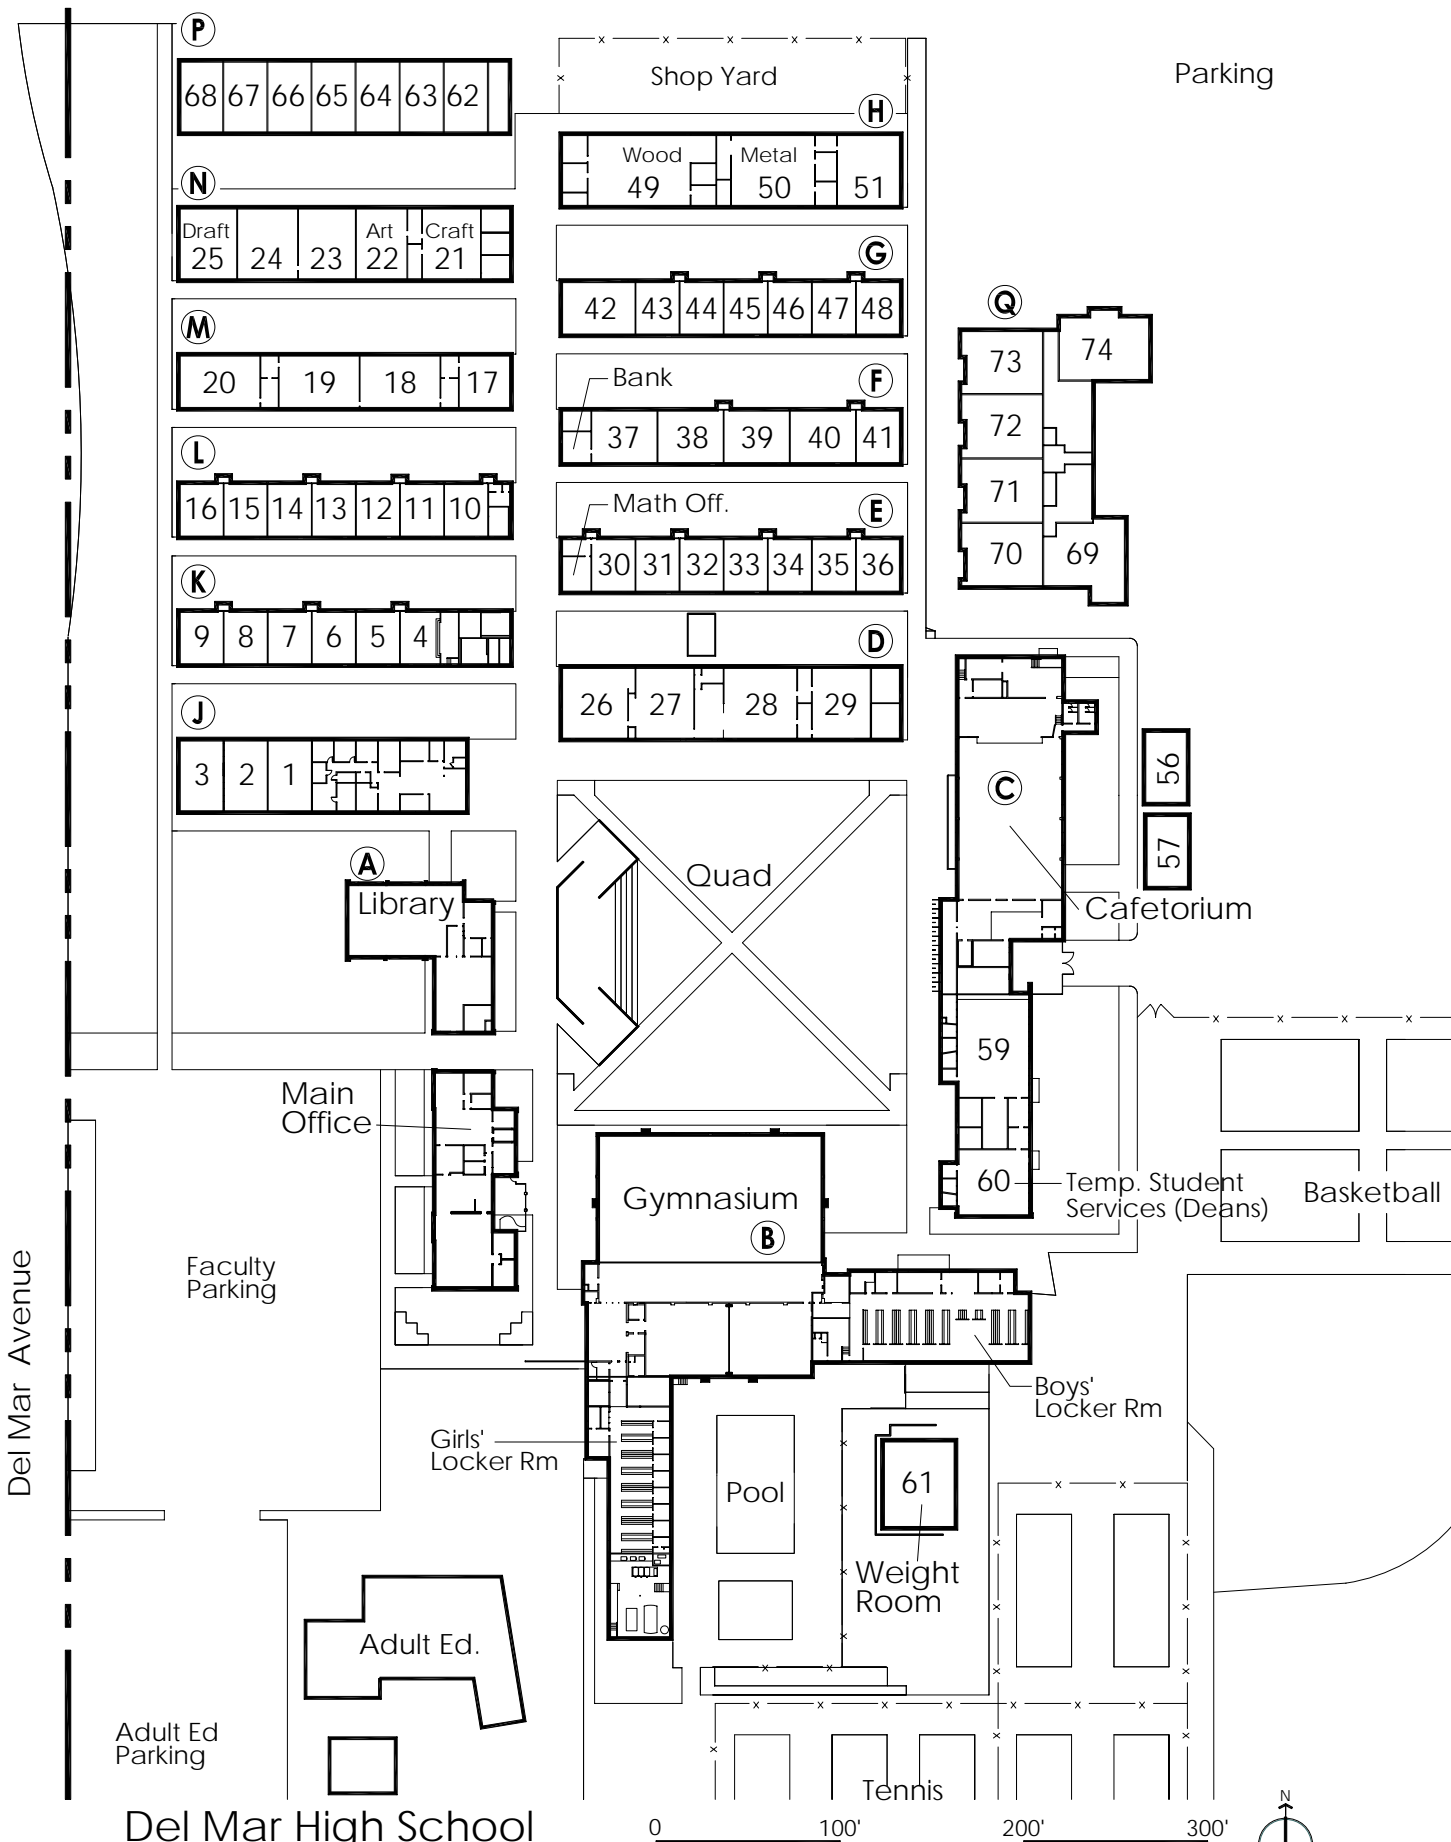 P
Shop Yard
Parking
68 67 66 65 64 63 62
H
Wood
49
Metal
50
51
N
Draft
25
24
23
Art
22
Craft
21
G
42 43 44 45 46 47 48
Q
73
74
72
71
70
69
M
20 19 18 17
Bank
F
37 38 39 40 41
L
16 15 14 13 12 11 10
Math Off.
E
30 31 32 33 34 35 36
K
9 8 7 6 5 4
D
26 27 28 29
J
3 2 1
C
56
57
A
Library
Quad
Cafetorium
59
Main
Office
60
Temp. Student
Services (Deans)
Basketball
Gymnasium
B
Faculty
Parking
Del Mar Avenue
Boys'
Locker Rm
Girls'
Locker Rm
Pool
61
Weight
Room
Adult Ed.
Adult Ed
Parking
Tennis
Del Mar High School
0 100' 200' 300'
N